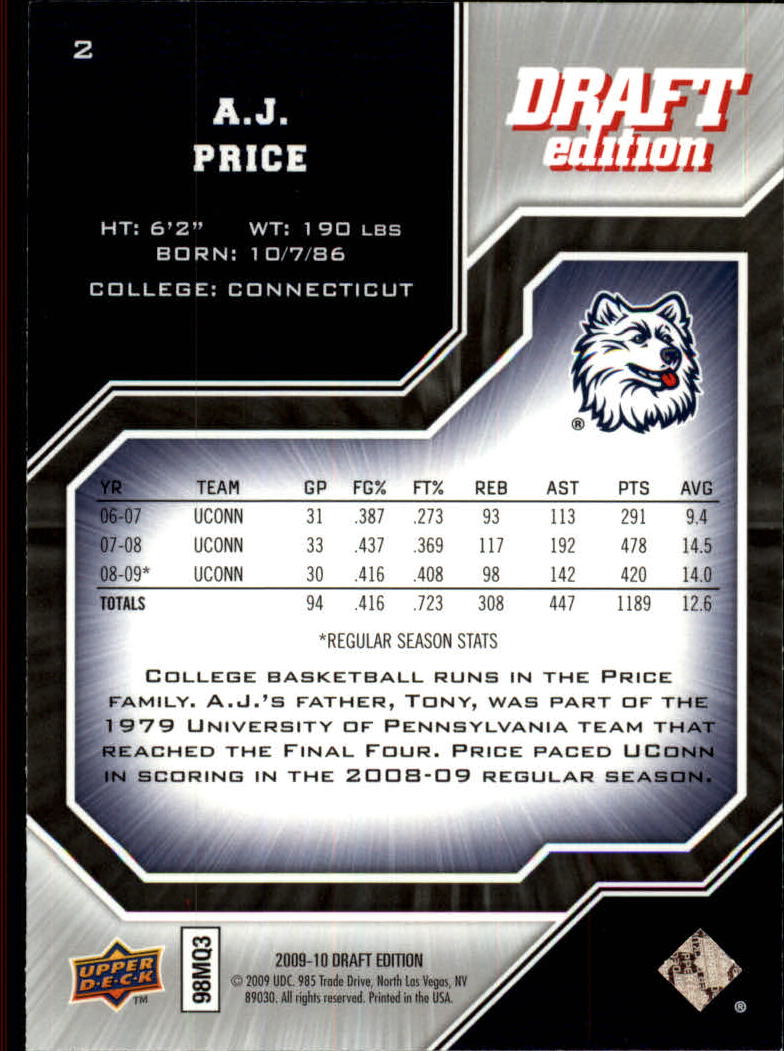 2
A.J.
PRICE
HT: 6'2" WT: 190 LBS
BORN: 10/7/86
COLLEGE: CONNECTICUT
DRAFT
edition
®
YR TEAM GP FG% FT% REB AST PTS AVG
06-07 UCONN 31 .387 .273 93 113 291 9.4
07-08 UCONN 33 .437 .369 117 192 478 14.5
08-09* UCONN 30 .416 .408 98 142 420 14.0
TOTALS 94 .416 .723 308 447 1189 12.6
*REGULAR SEASON STATS
COLLEGE BASKETBALL RUNS IN THE PRICE
FAMILY. A.J.'S FATHER, TONY, WAS PART OF THE
1979 UNIVERSITY OF PENNSYLVANIA TEAM THAT
REACHED THE FINAL FOUR. PRICE PACED UCONN
IN SCORING IN THE 2008-09 REGULAR SEASON.
UPPER
D·E·C·K
TM
98MQ3
2009-10 DRAFT EDITION
© 2009 UDC. 985 Trade Drive, North Las Vegas, NV
89030. All rights reserved. Printed in the USA.
®